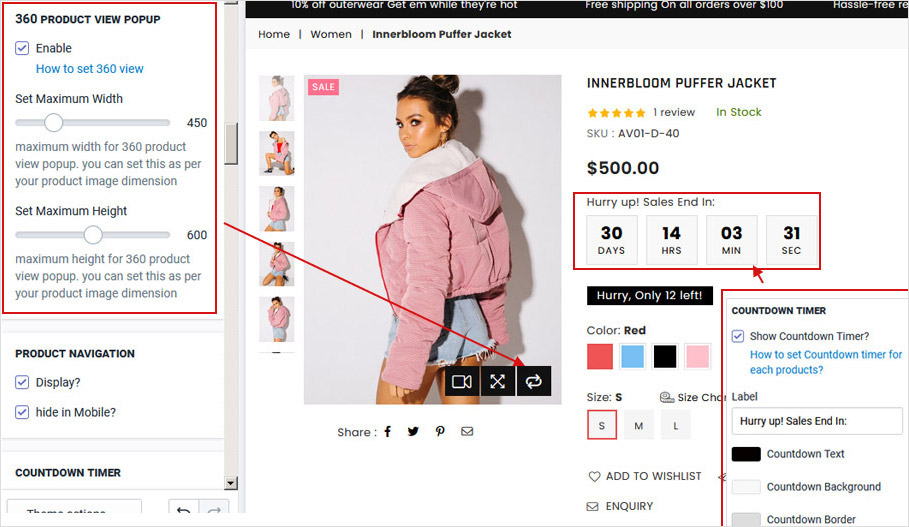 360 PRODUCT VIEW POPUP
Enable
How to set 360 view
Set Maximum Width
450
maximum width for 360 product
view popup. you can set this as per
your product image dimension
Set Maximum Height
600
maximum height for 360 product
view popup. you can set this as per
your product image dimension
PRODUCT NAVIGATION
Display?
hide in Mobile?
COUNTDOWN TIMER
Theme actions
10% off outerwear Get em while they're hot
Free shipping On all orders over $100
Hassle-free
Home | Women | Innerbloom Puffer Jacket
SALE
Share :
INNERBLOOM PUFFER JACKET
1 review In Stock
SKU : AV01-D-40
$500.00
Hurry up! Sales End In:
30 14 03 31
DAYS HRS MIN SEC
Hurry, Only 12 left!
Color: Red
Size: S
Size Char
S M L
ADD TO WISHLIST
ENQUIRY
COUNTDOWN TIMER
Show Countdown Timer?
How to set Countdown timer for
each products?
Label
Hurry up! Sales End In:
Countdown Text
Countdown Background
Countdown Border